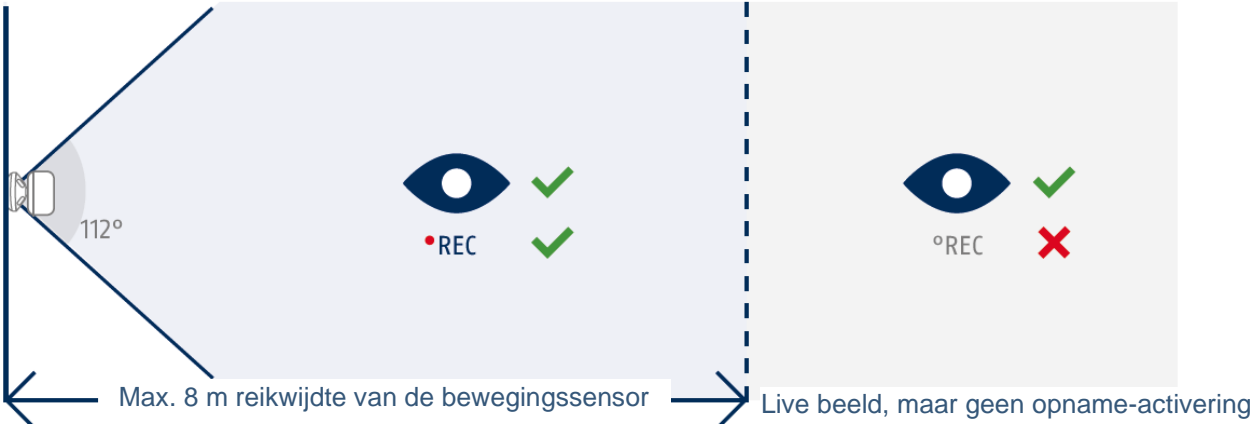 112°
•REC
°REC
Max. 8 m reikwijdte van de bewegingssensor
Live beeld, maar geen opname-activering